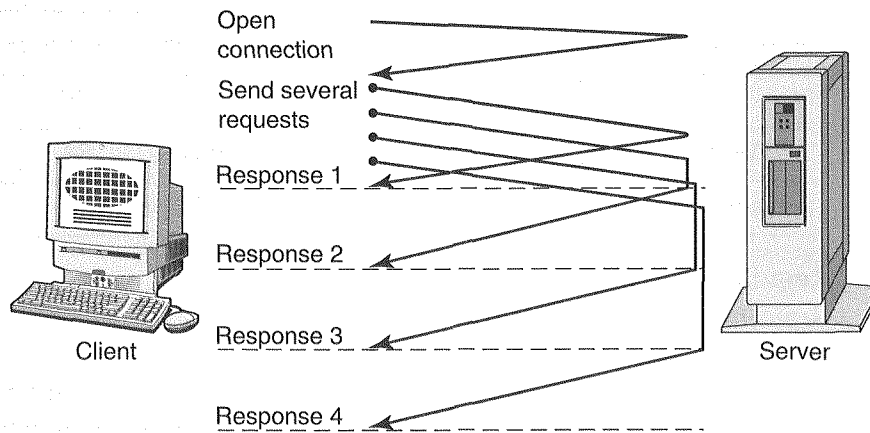 Open
connection
Send several
requests
Response 1
Response 2
Response 3
Response 4
Client
Server